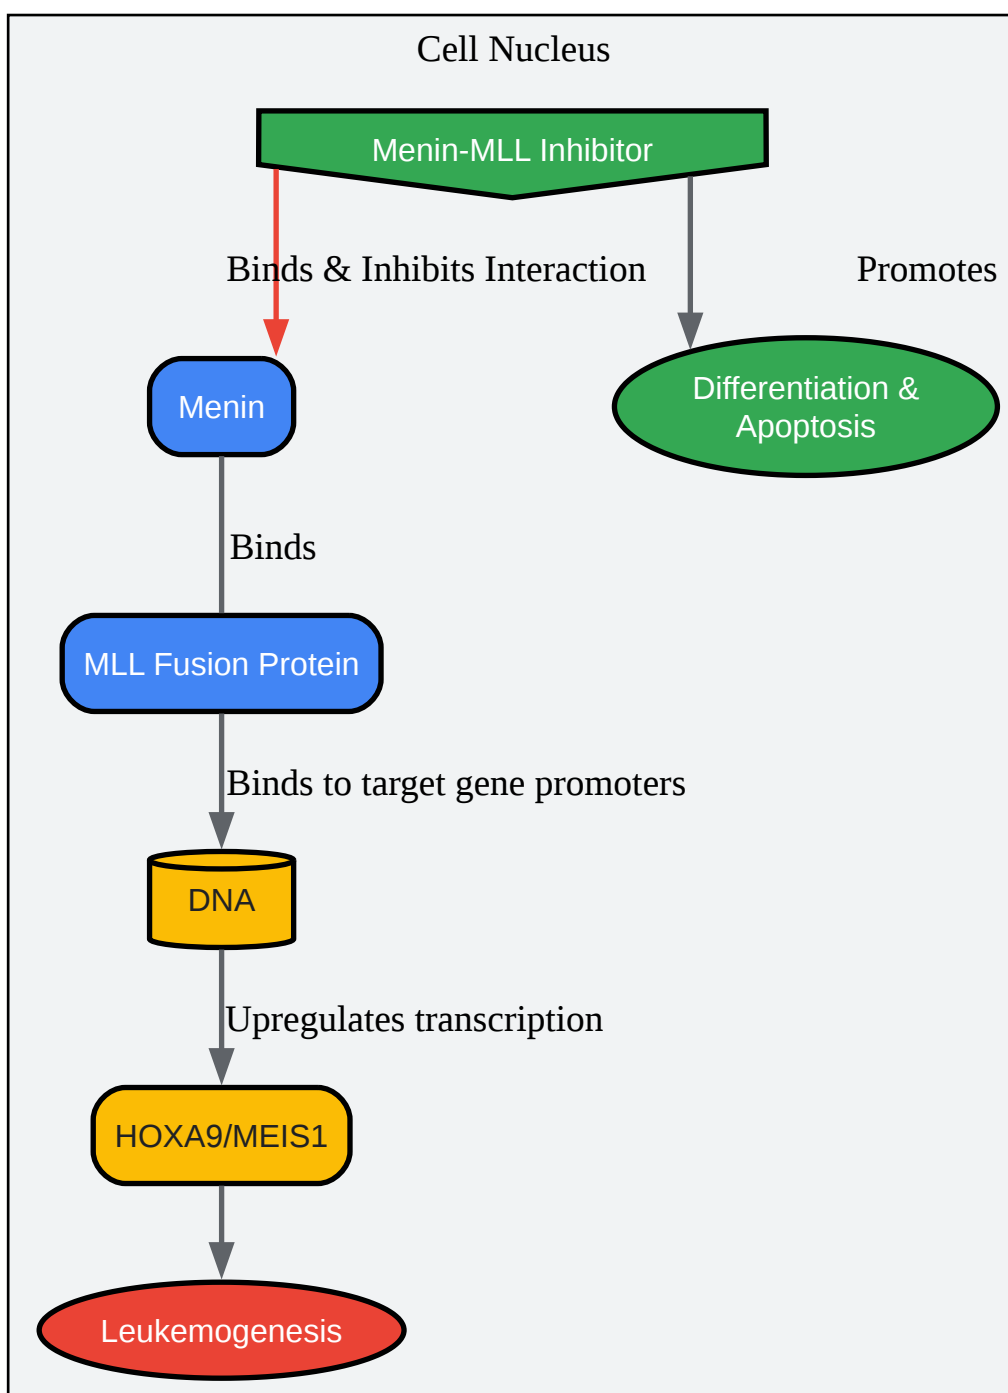 Cell Nucleus
Menin-MLL Inhibitor
Binds & Inhibits Interaction
Promotes
Menin
Differentiation &
Apoptosis
Binds
MLL Fusion Protein
Binds to target gene promoters
DNA
Upregulates transcription
HOXA9/MEIS1
Leukemogenesis